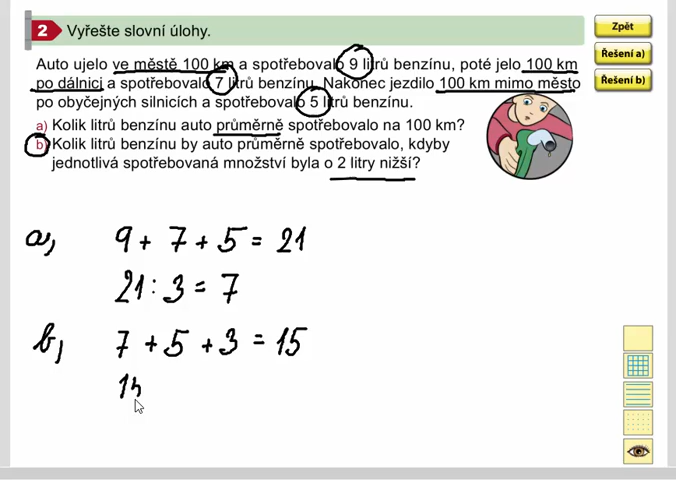 2 Vyřešte slovní úlohy.
Zpět
Řešení a)
Řešení b)
Auto ujelo ve městě 100 km a spotřebovalo 9 litrů benzínu, poté jelo 100 km
po dálnici a spotřebovalo 7 litrů benzínu. Nakonec jezdilo 100 km mimo město
po obyčejných silnicích a spotřebovalo 5 litrů benzínu.
a) Kolik litrů benzínu auto průměrně spotřebovalo na 100 km?
b) Kolik litrů benzínu by auto průměrně spotřebovalo, kdyby
jednotlivá spotřebovaná množství byla o 2 litry nižší?
a, 9 + 7 + 5 = 21
21 : 3 = 7
b, 7 + 5 + 3 = 15